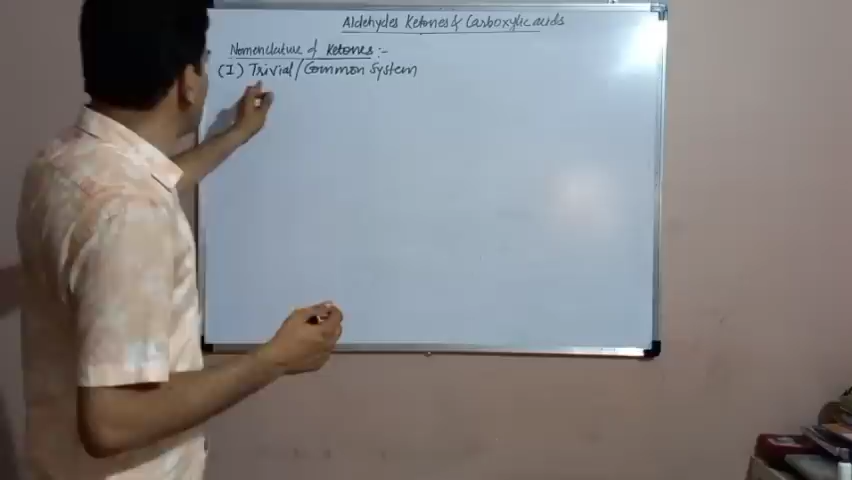 Aldehydes Ketones & Carboxylic acids
Nomenclature of Ketones :-
(I) Trivial/Common System